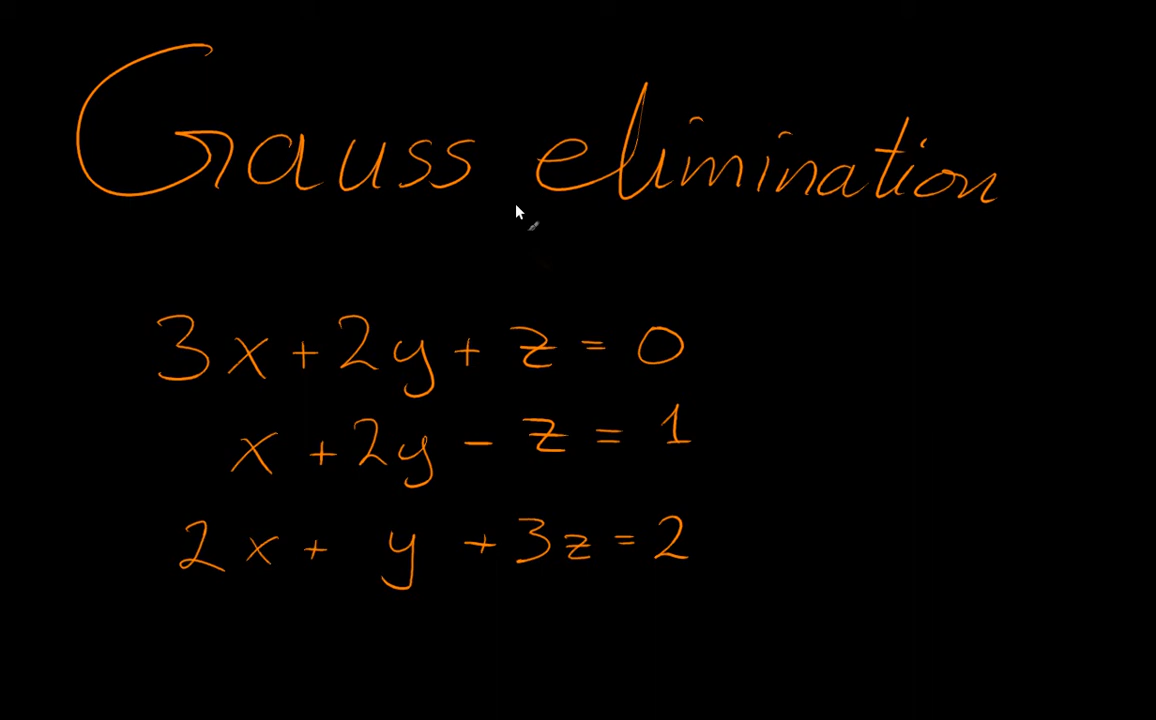 Gauss elimination
3x + 2y + z = 0
x + 2y - z = 1
2x + y + 3z = 2